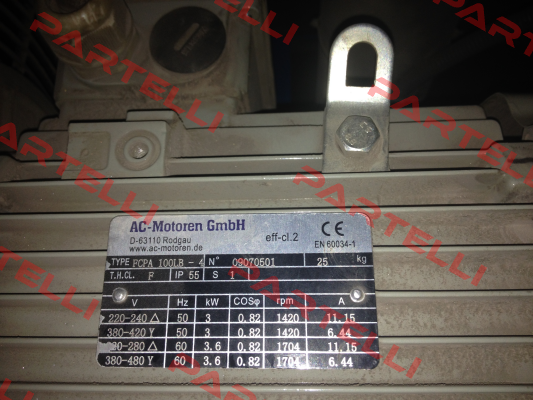 AC-Motoren GmbH
D-63110 Rodgau
www.ac-motoren.de
eff-cl.2
CE
EN 60034-1
TYPE FCPA 100LB - 4 N° 09070501 25 kg
T.H.CL. F IP 55 S 1
V Hz kW COSφ rpm A
220-240 △ 50 3 0.82 1420 11.15
380-420 Y 50 3 0.82 1420 6.44
-280 △ 60 3.6 0.82 1704 11.15
380-480 Y 60 3.6 0.82 1704 6.44
PARTELLI
PARTELLI
PARTELLI
PARTELLI
PARTELLI
PARTELLI